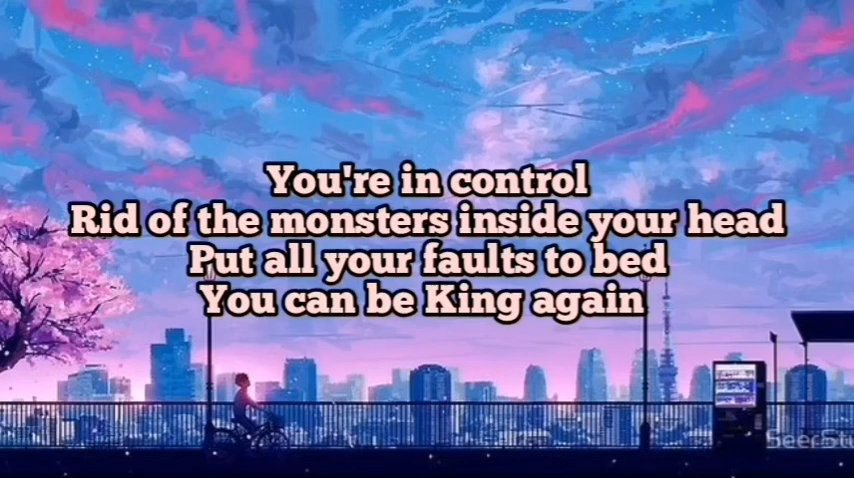 You're in control
Rid of the monsters inside your head
Put all your faults to bed
You can be King again